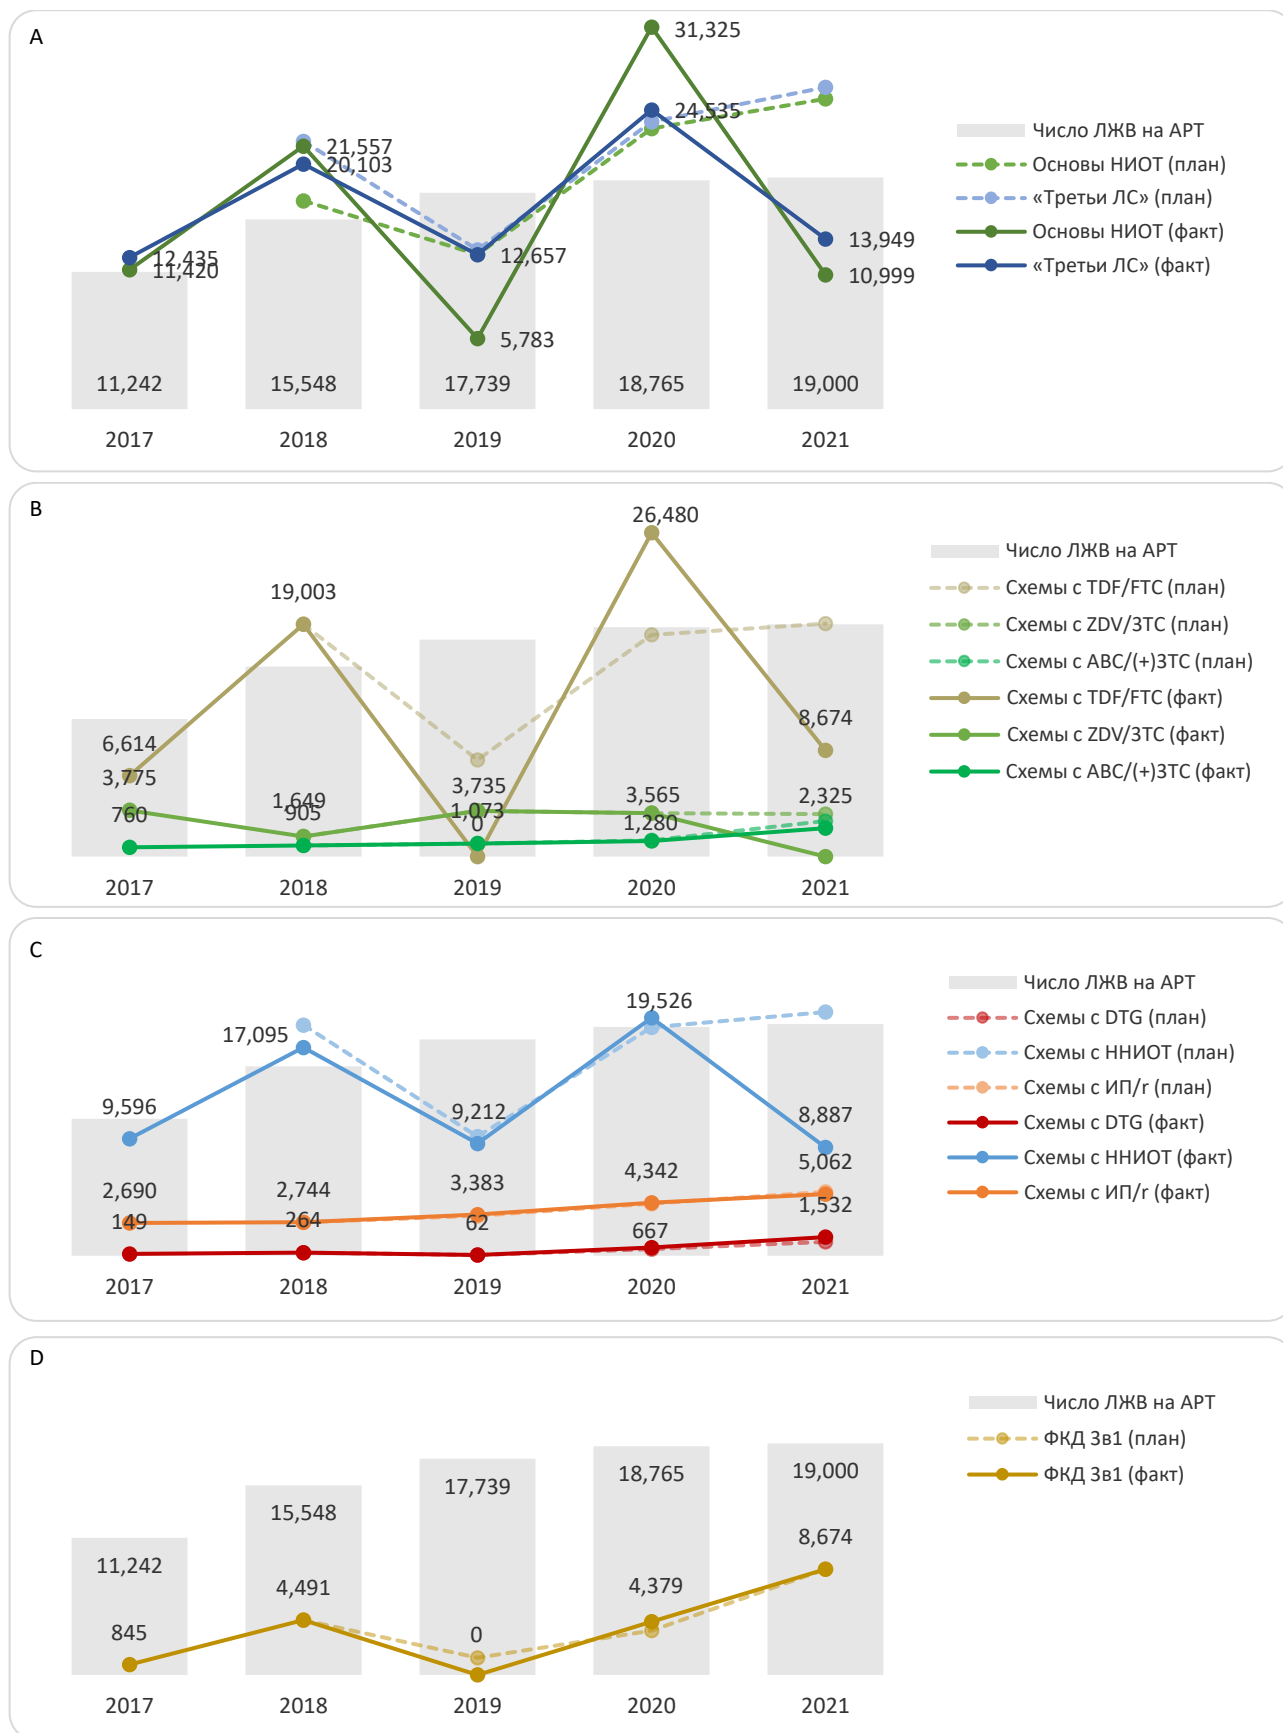 A
31,325
24,535
21,557
20,103
12,435
11,420
12,657
5,783
13,949
10,999
11,242
15,548
17,739
18,765
19,000
2017
2018
2019
2020
2021
Число ЛЖВ на АРТ
Основы НИОТ (план)
«Третьи ЛС» (план)
Основы НИОТ (факт)
«Третьи ЛС» (факт)
B
26,480
19,003
8,674
6,614
3,775
760
1,649
905
3,735
1,073
0
3,565
1,280
2,325
2017
2018
2019
2020
2021
Число ЛЖВ на АРТ
Схемы с TDF/FTC (план)
Схемы с ZDV/3TC (план)
Схемы с ABC/(+)3TC (план)
Схемы с TDF/FTC (факт)
Схемы с ZDV/3TC (факт)
Схемы с ABC/(+)3TC (факт)
C
19,526
17,095
9,596
9,212
8,887
2,690
149
2,744
264
3,383
62
4,342
667
5,062
1,532
2017
2018
2019
2020
2021
Число ЛЖВ на АРТ
Схемы с DTG (план)
Схемы с ННИОТ (план)
Схемы с ИП/r (план)
Схемы с DTG (факт)
Схемы с ННИОТ (факт)
Схемы с ИП/r (факт)
D
11,242
15,548
17,739
18,765
19,000
845
4,491
0
4,379
8,674
2017
2018
2019
2020
2021
Число ЛЖВ на АРТ
ФКД 3в1 (план)
ФКД 3в1 (факт)